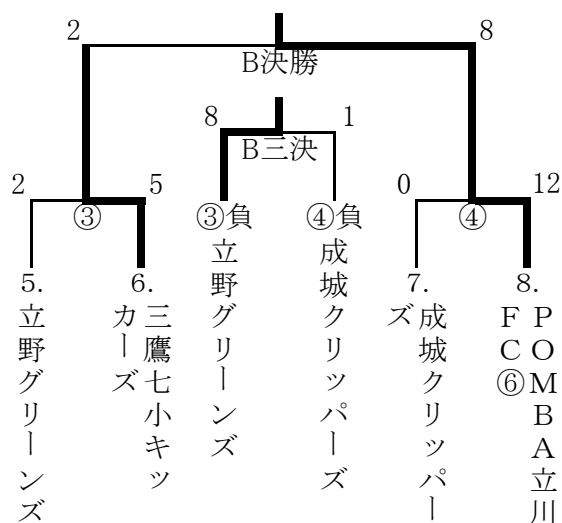 2
8
B決勝
8
1
B三決
2
5
③
③負
④負
0
12
④
立野グリーンズ
成城クリッパーズ
5.
6.
7.
8.
立野グリーンズ
三鷹七小キッ
カーズ
成城クリッパー
ズ
ＰＯＭＢＡ立川
ＦＣ⑥